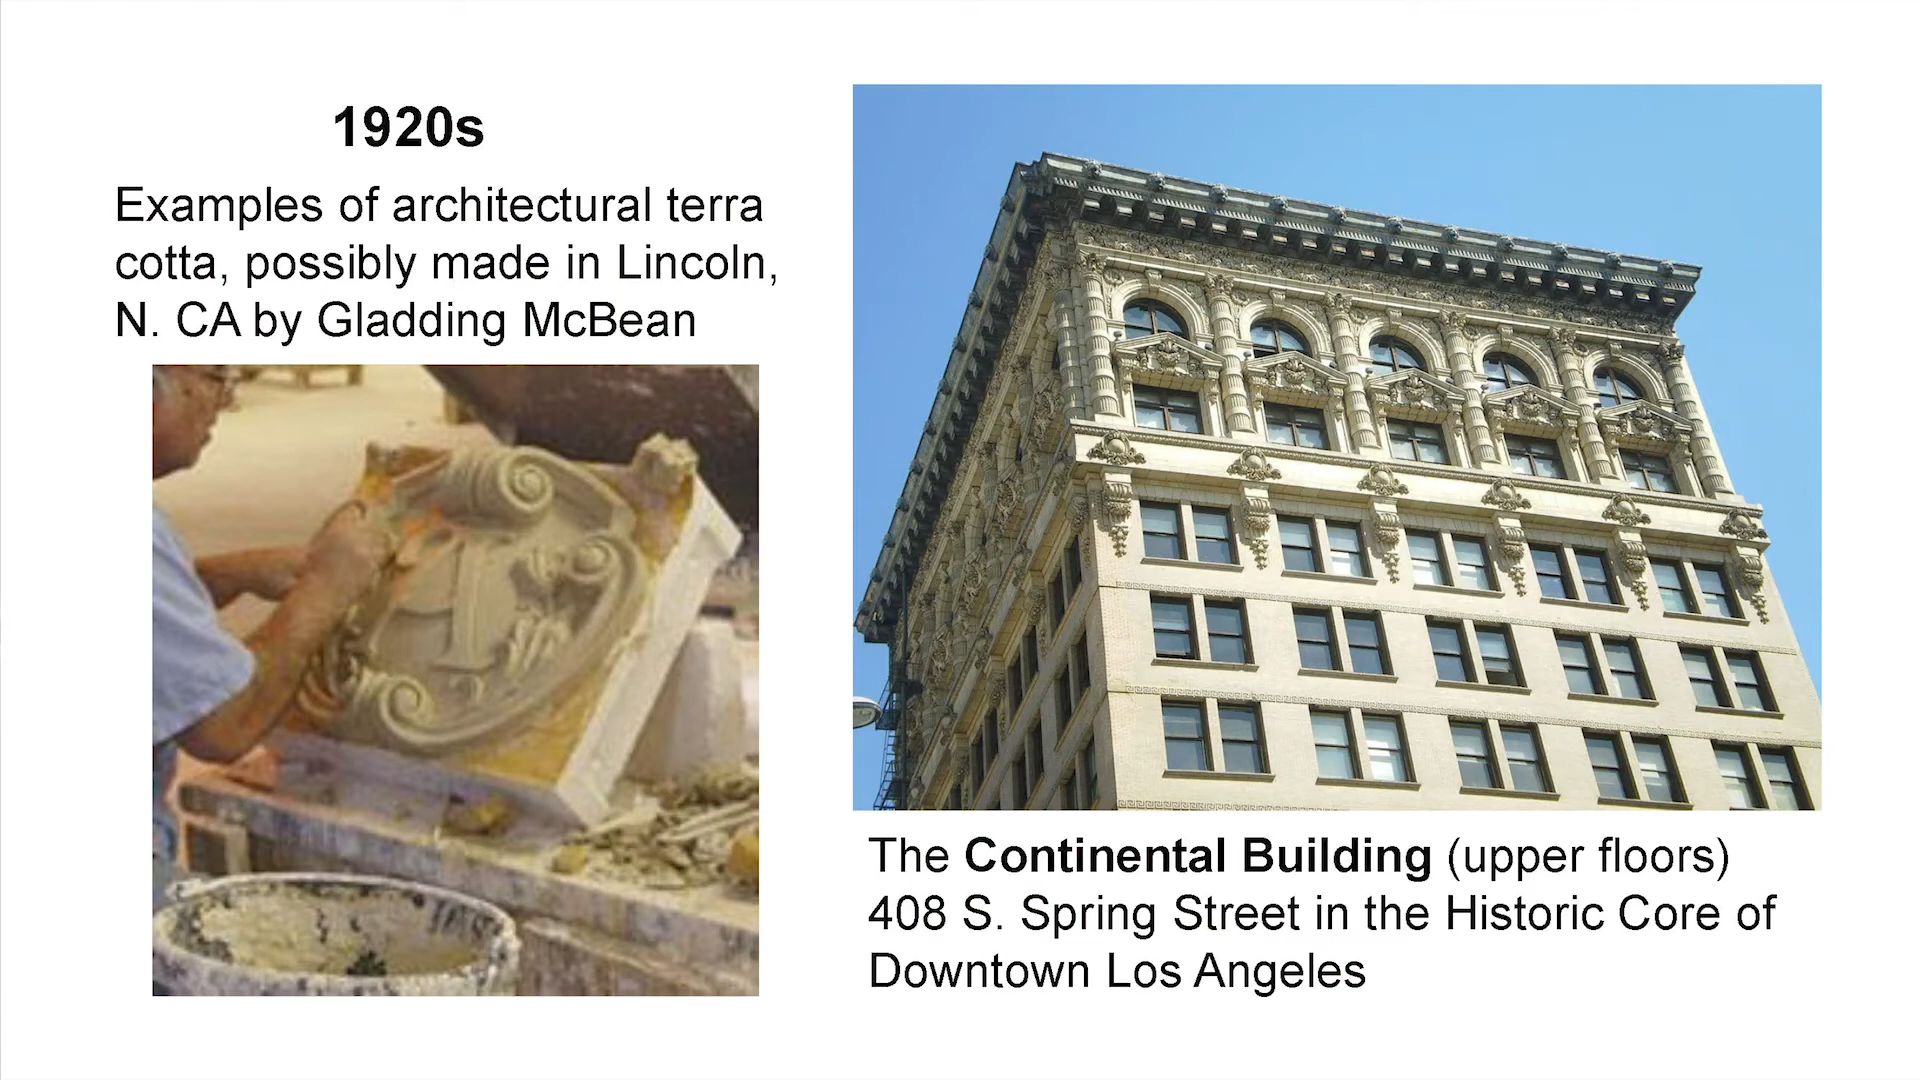 1920s
Examples of architectural terra
cotta, possibly made in Lincoln,
N. CA by Gladding McBean
The Continental Building (upper floors)
408 S. Spring Street in the Historic Core of
Downtown Los Angeles